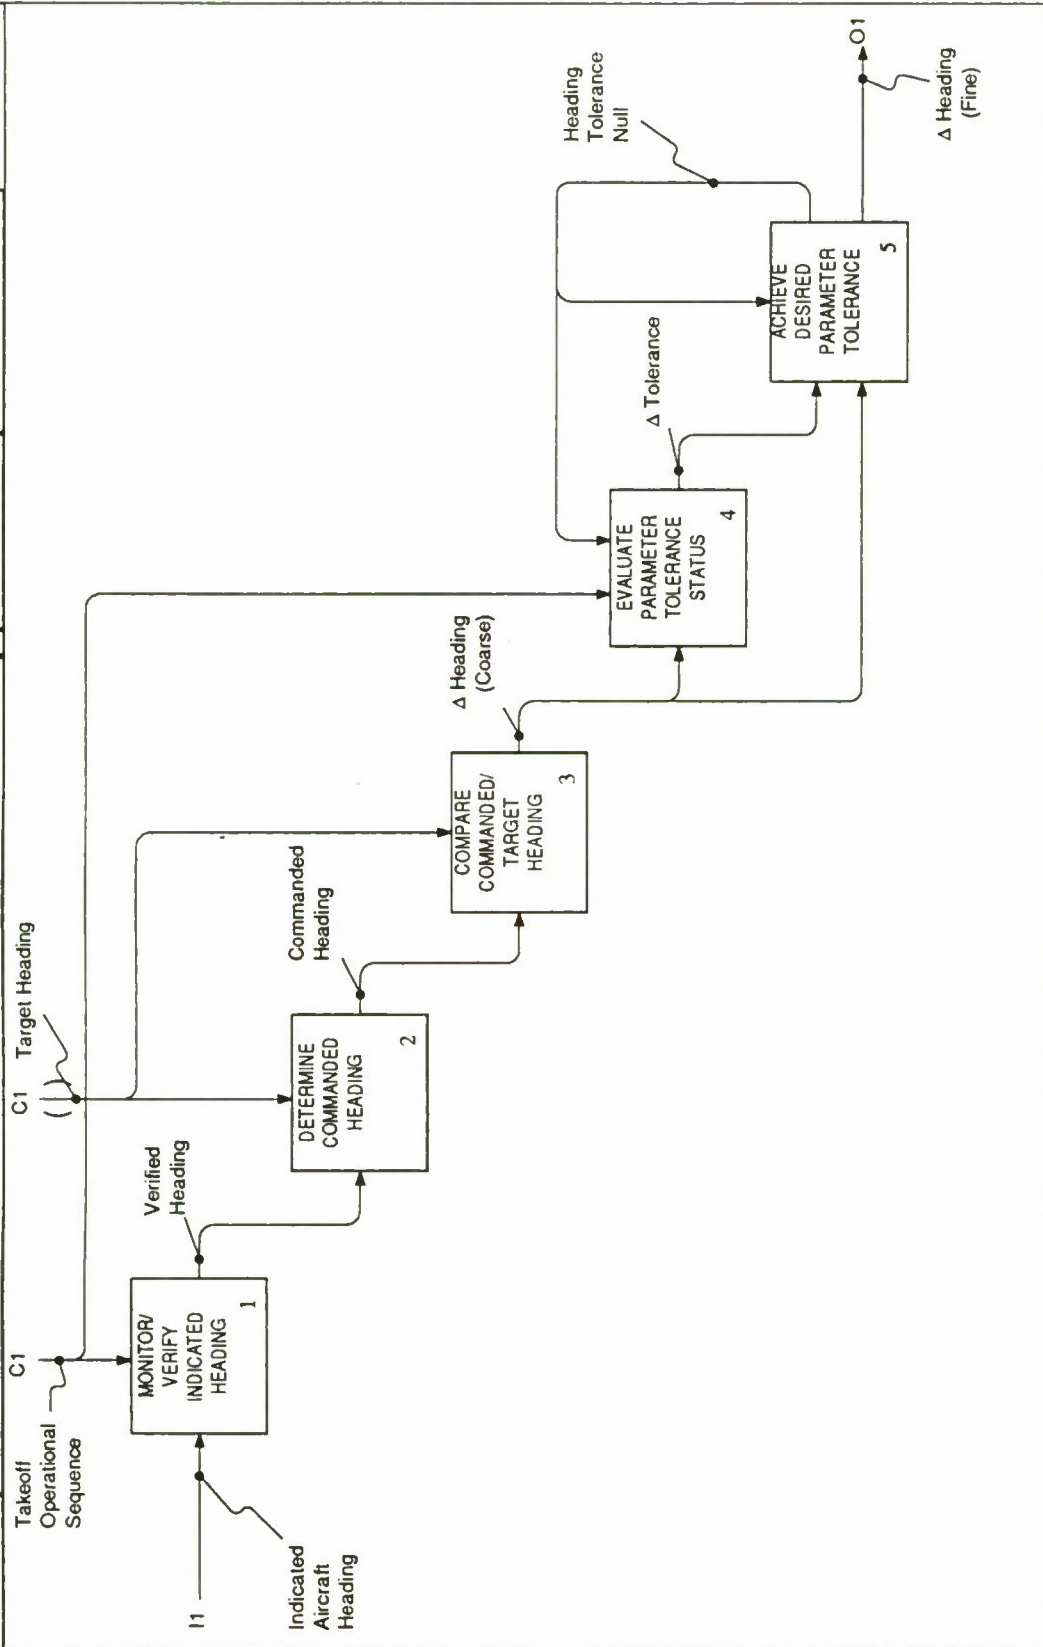 C1
Takeoff
Operational
Sequence
I1
Indicated
Aircraft
Heading
MONITOR/
VERIFY
INDICATED
HEADING
1
Verified
Heading
C1
Target Heading
DETERMINE
COMMANDED
HEADING
2
Commanded
Heading
COMPARE
COMMANDED/
TARGET
HEADING
3
Δ Heading
(Coarse)
EVALUATE
PARAMETER
TOLERANCE
STATUS
4
Δ Tolerance
Heading
Tolerance
Null
ACHIEVE
DESIRED
PARAMETER
TOLERANCE
5
O1
Δ Heading
(Fine)